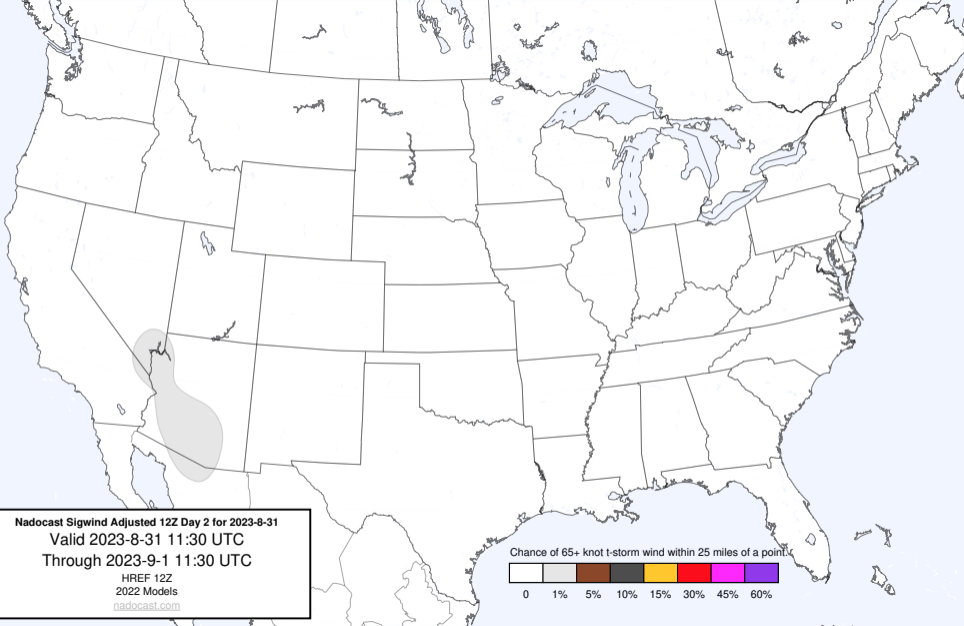 Nadocast Sigwind Adjusted 12Z Day 2 for 2023-8-31
Valid 2023-8-31 11:30 UTC
Through 2023-9-1 11:30 UTC
HREF 12Z
2022 Models
nadocast.com
Chance of 65+ knot t-storm wind within 25 miles of a point.
0 1% 5% 10% 15% 30% 45% 60%